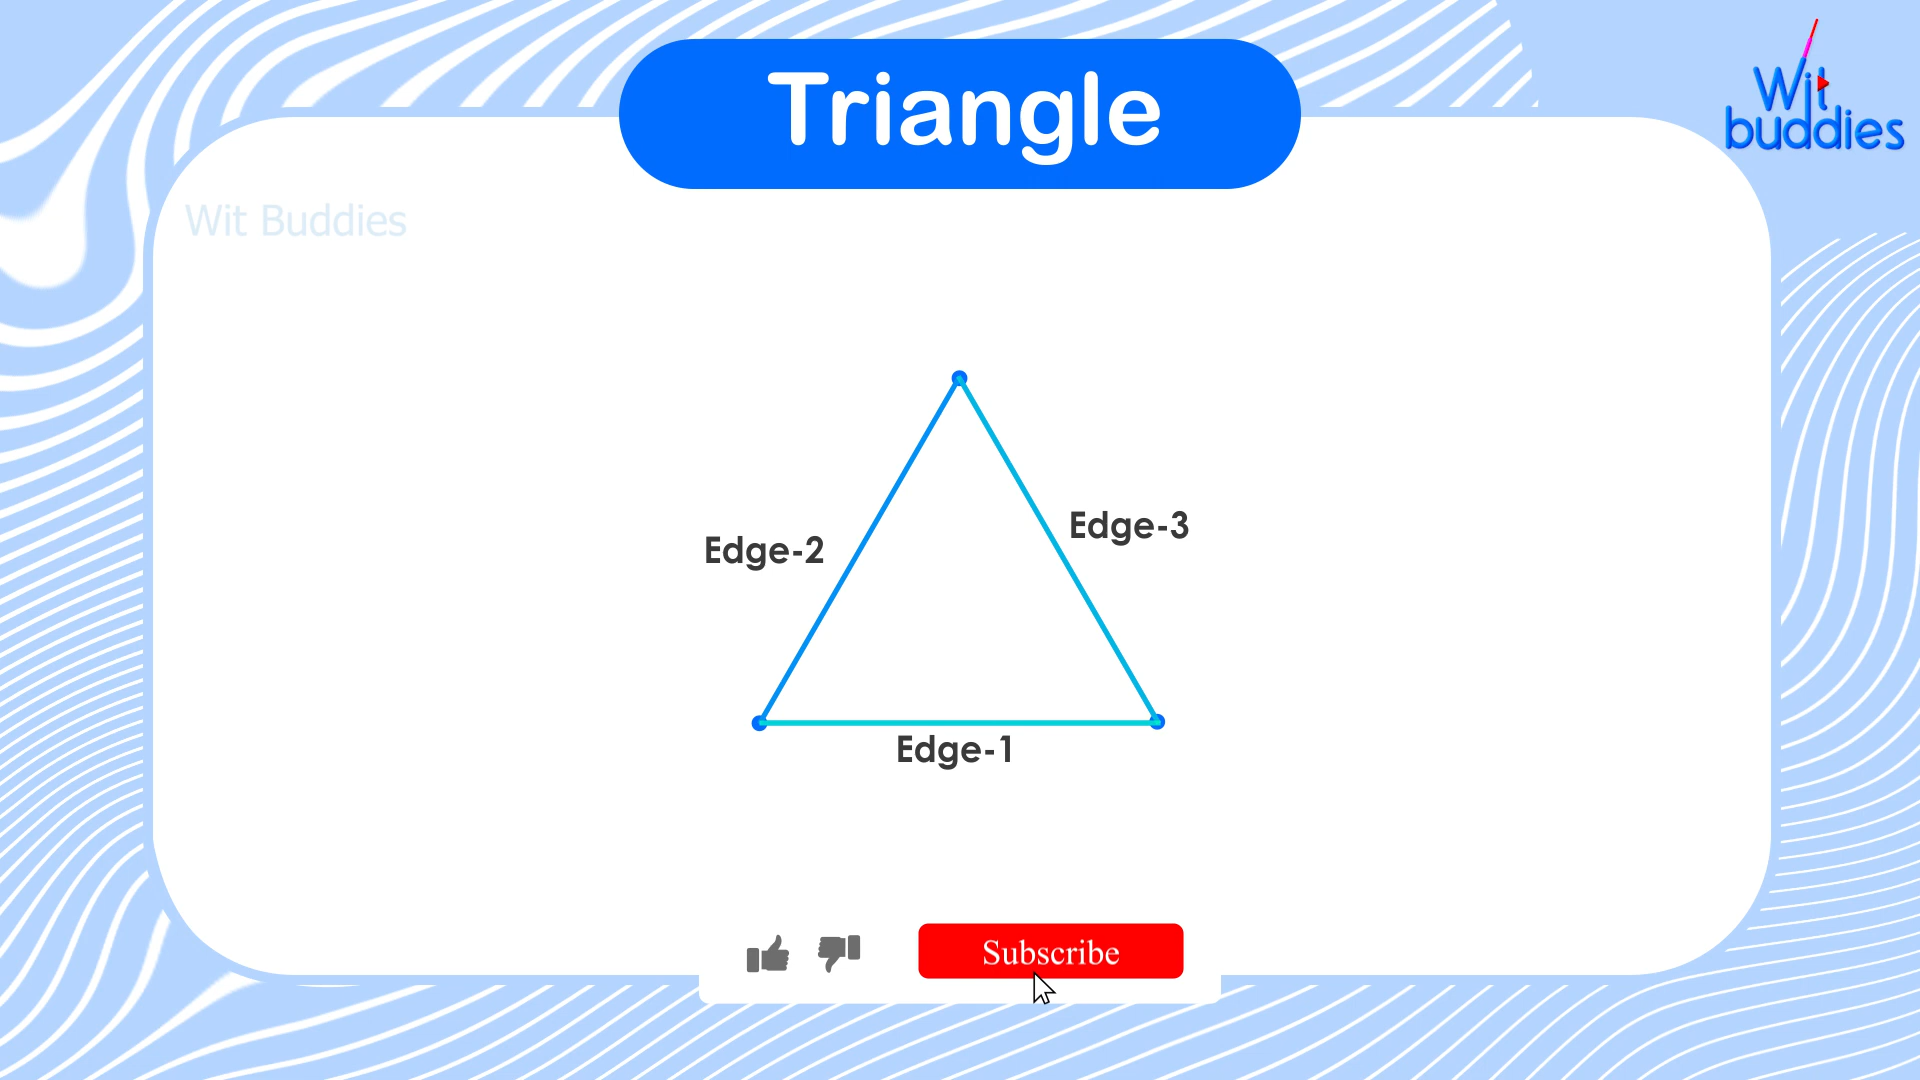 Triangle
Wit
buddies
Wit Buddies
Edge-3
Edge-2
Edge-1
Subscribe